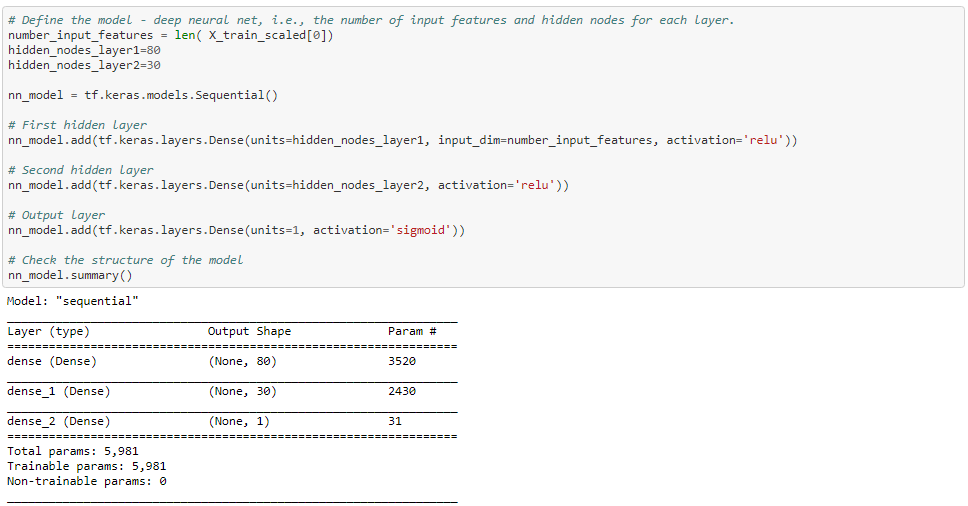 # Define the model - deep neural net, i.e., the number of input features and hidden nodes for each layer.
number_input_features = len( X_train_scaled[0])
hidden_nodes_layer1=80
hidden_nodes_layer2=30
nn_model = tf.keras.models.Sequential()
# First hidden layer
nn_model.add(tf.keras.layers.Dense(units=hidden_nodes_layer1, input_dim=number_input_features, activation='relu'))
# Second hidden layer
nn_model.add(tf.keras.layers.Dense(units=hidden_nodes_layer2, activation='relu'))
# Output layer
nn_model.add(tf.keras.layers.Dense(units=1, activation='sigmoid'))
# Check the structure of the model
nn_model.summary()
Model: "sequential"
_________________________________________________________________
Layer (type)                 Output Shape              Param #
=================================================================
dense (Dense)                (None, 80)                3520
_________________________________________________________________
dense_1 (Dense)              (None, 30)                2430
_________________________________________________________________
dense_2 (Dense)              (None, 1)                 31
=================================================================
Total params: 5,981
Trainable params: 5,981
Non-trainable params: 0
_________________________________________________________________